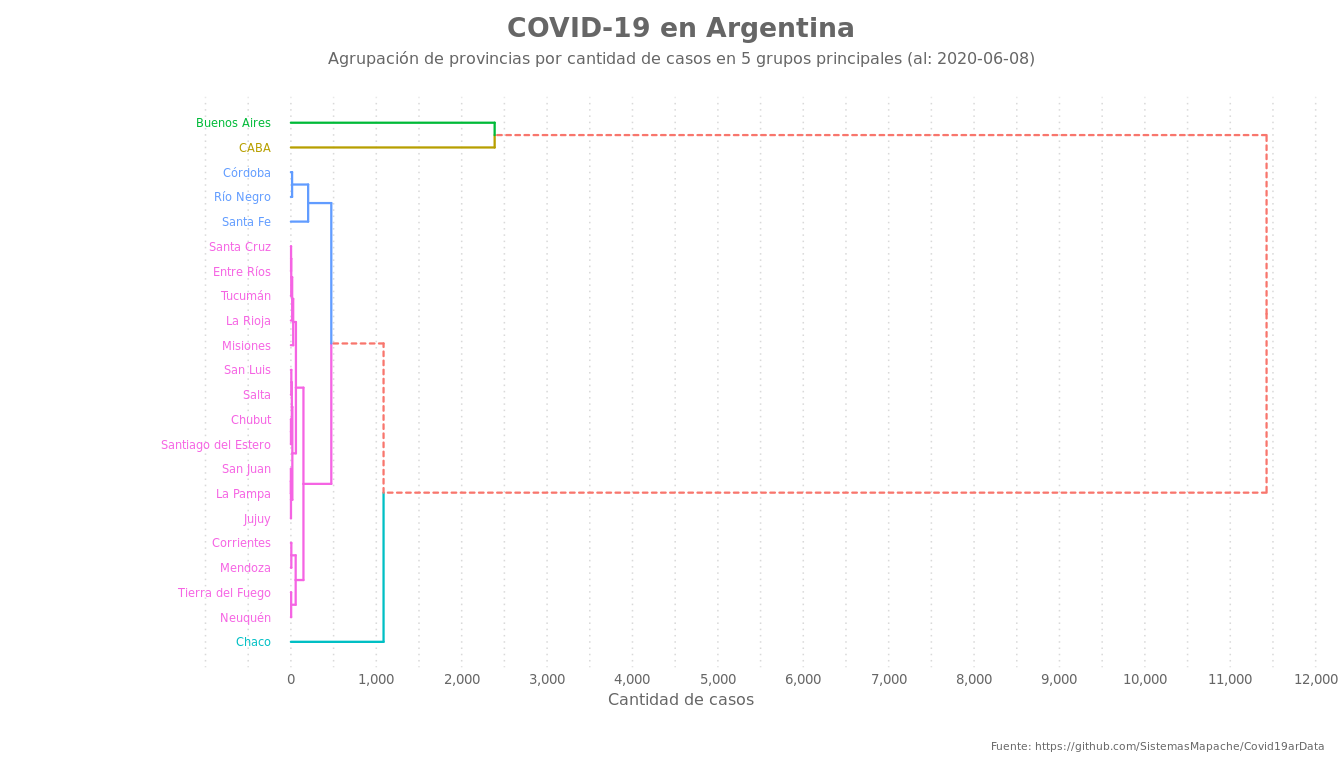 COVID-19 en Argentina
Agrupación de provincias por cantidad de casos en 5 grupos principales (al: 2020-06-08)
Buenos Aires
CABA
Córdoba
Río Negro
Santa Fe
Santa Cruz
Entre Ríos
Tucumán
La Rioja
Misiones
San Luis
Salta
Chubut
Santiago del Estero
San Juan
La Pampa
Jujuy
Corrientes
Mendoza
Tierra del Fuego
Neuquén
Chaco
0 1,000 2,000 3,000 4,000 5,000 6,000 7,000 8,000 9,000 10,000 11,000 12,000
Cantidad de casos
Fuente: https://github.com/SistemasMapache/Covid19arData